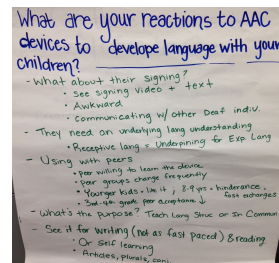 What are your reactions to AAC
devices to develop language with your
children?
- What about their signing?
• See signing video + text
• Awkward
• Communicating w/ other Deaf indiv.
- They need an underlying lang understanding
• Receptive lang = Underpinning for Exp. Lang
- Using with peers
• Peer willing to learn the device
• Peer groups change frequently
• Younger kids = like it, 8-9 yrs = hinderance,
fast exchanges
• 3rd-4th grade peer acceptance ↓
- What's the purpose? Teach Lang Struc or In Commun
- See it for writing (not as fast paced) & reading
• Or Self learning
• Articles, plurals,